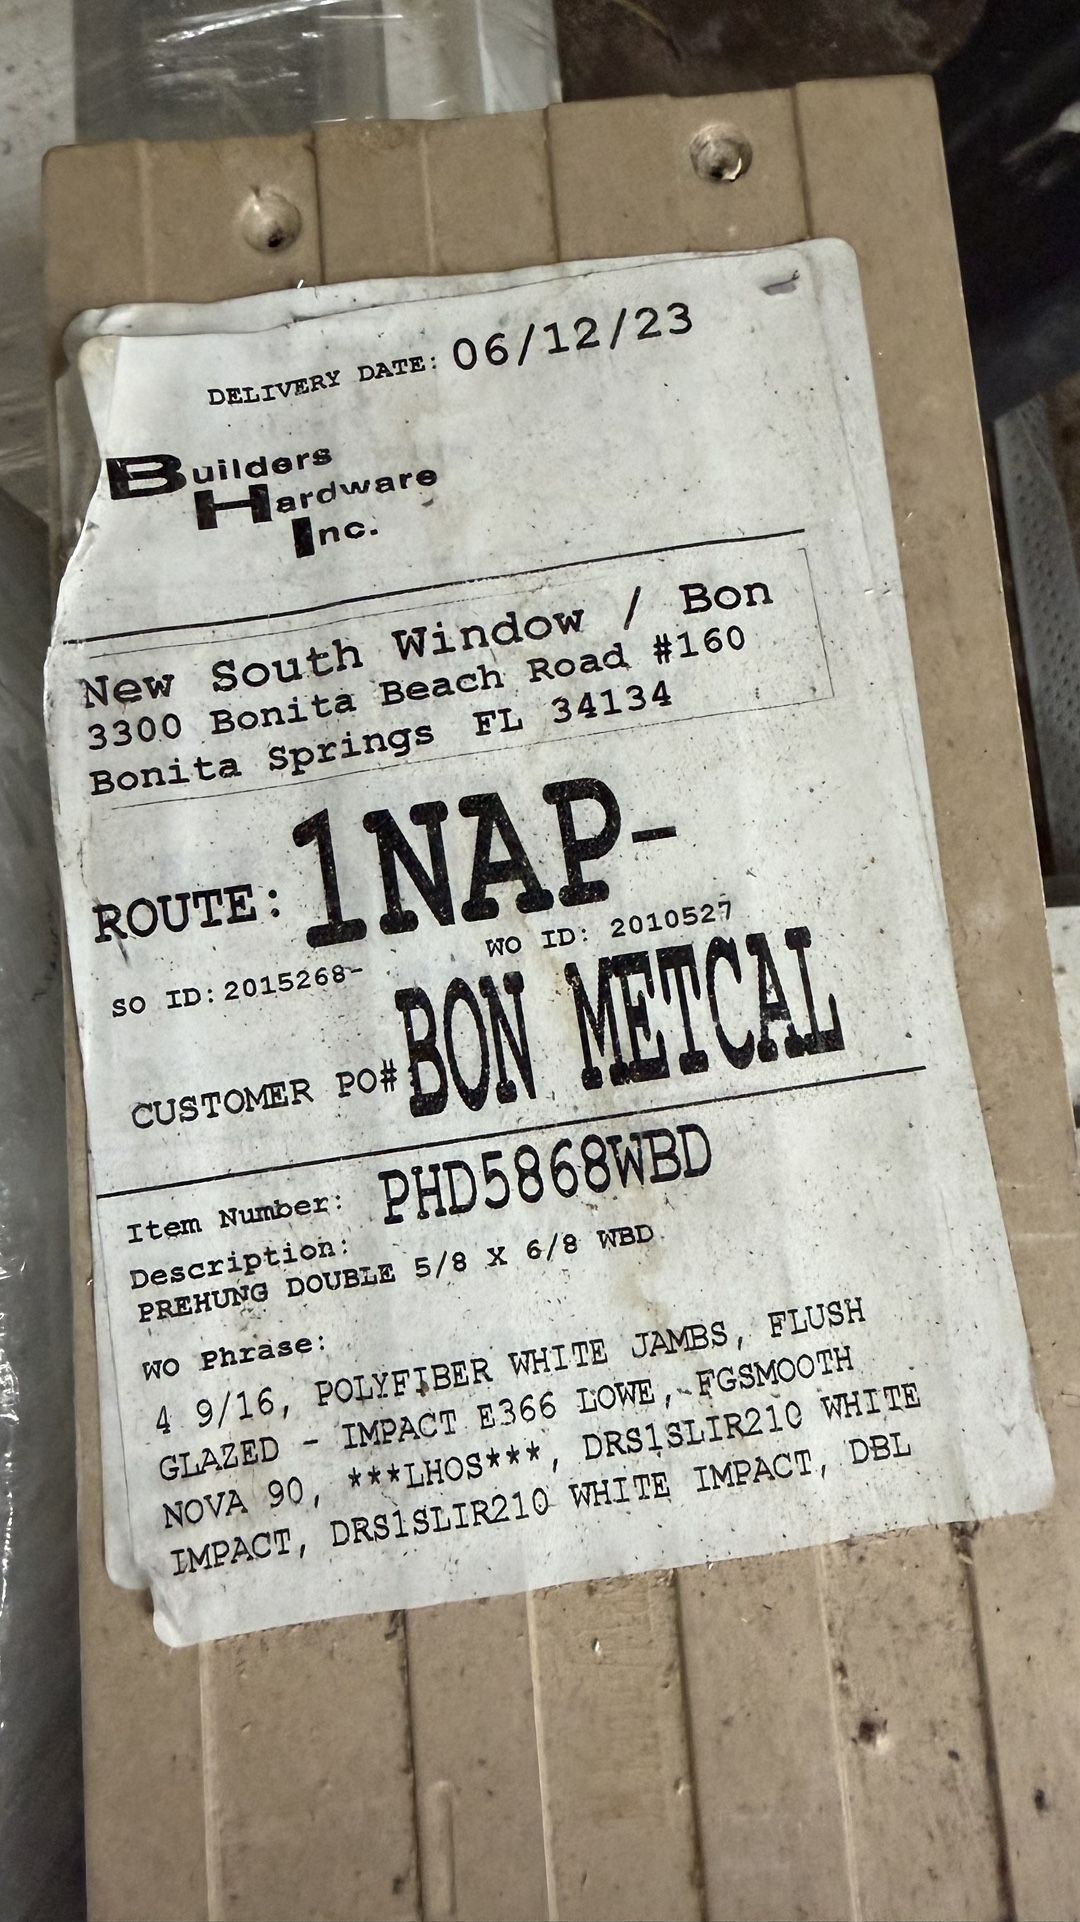 DELIVERY DATE: 06/12/23
Builders
Hardware
Inc.
New South Window / Bon
3300 Bonita Beach Road #160
Bonita Springs FL 34134
ROUTE: 1NAP-
SO ID:2015268- WO ID: 2010527
CUSTOMER PO# BON METCAL
Item Number: PHD5868WBD
Description:
PREHUNG DOUBLE 5/8 X 6/8 WBD
WO Phrase:
4 9/16, POLYFIBER WHITE JAMBS, FLUSH
GLAZED - IMPACT E366 LOWE, FGSMOOTH
NOVA 90, ***LHOS***, DRS1SLIR210 WHITE
IMPACT, DRS1SLIR210 WHITE IMPACT, DBL